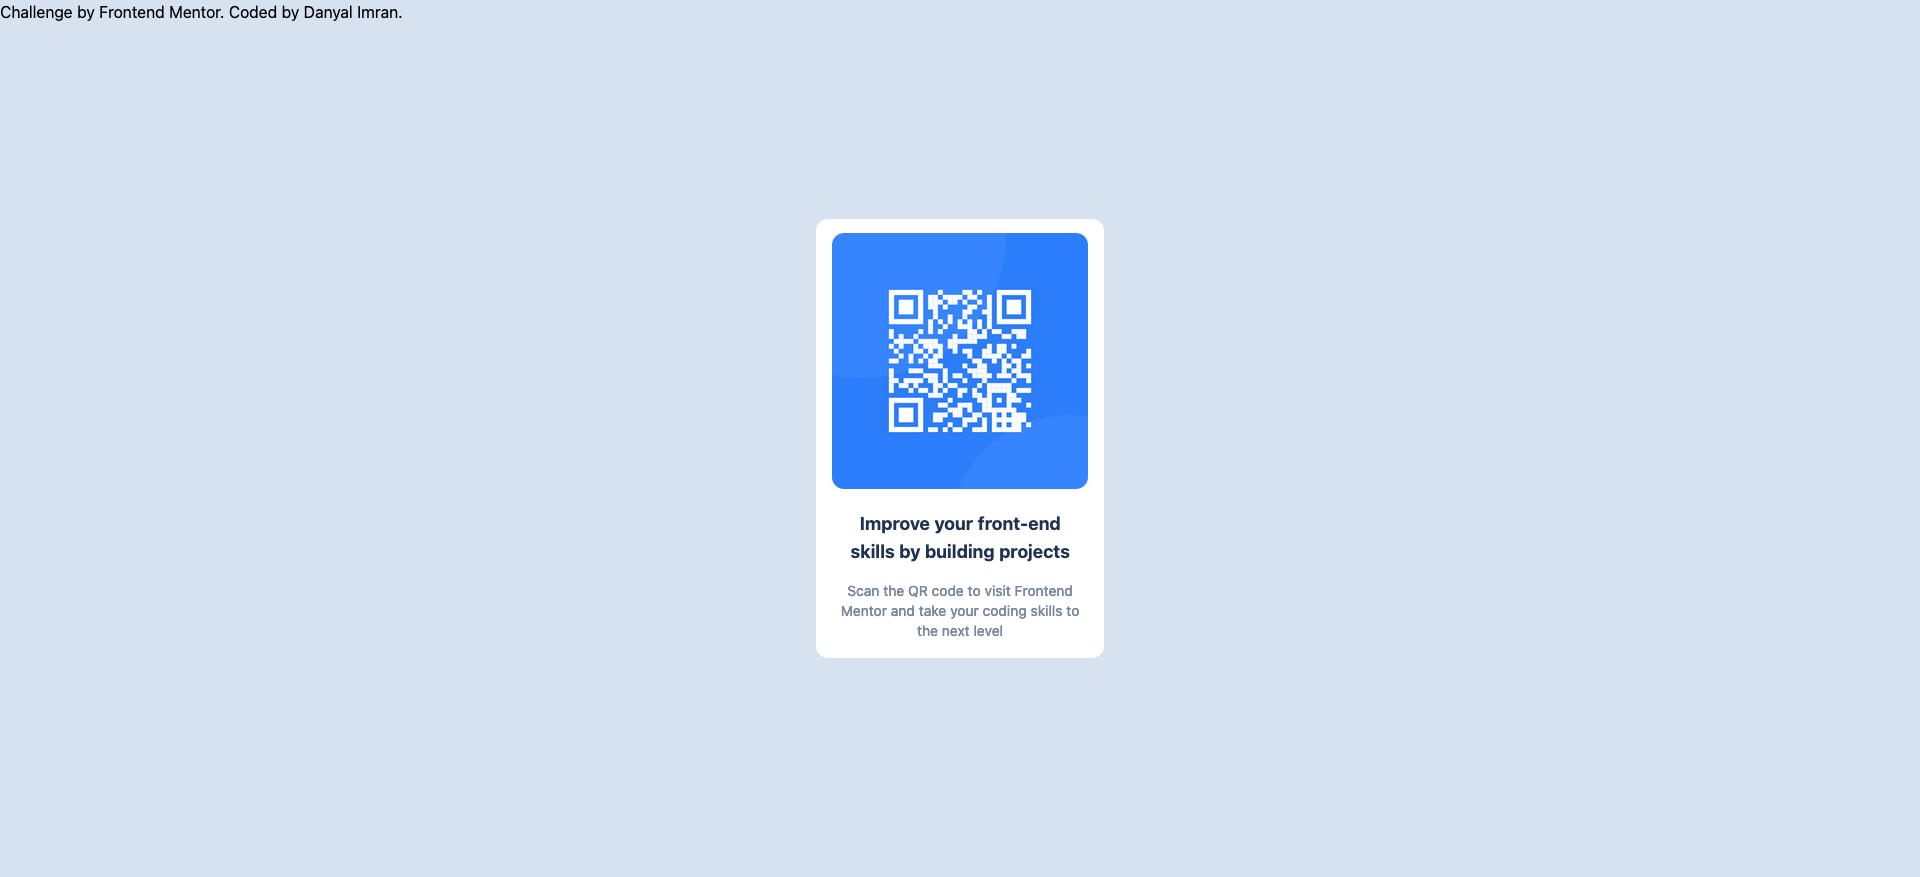 Challenge by Frontend Mentor. Coded by Danyal Imran.
Improve your front-end
skills by building projects
Scan the QR code to visit Frontend
Mentor and take your coding skills to
the next level